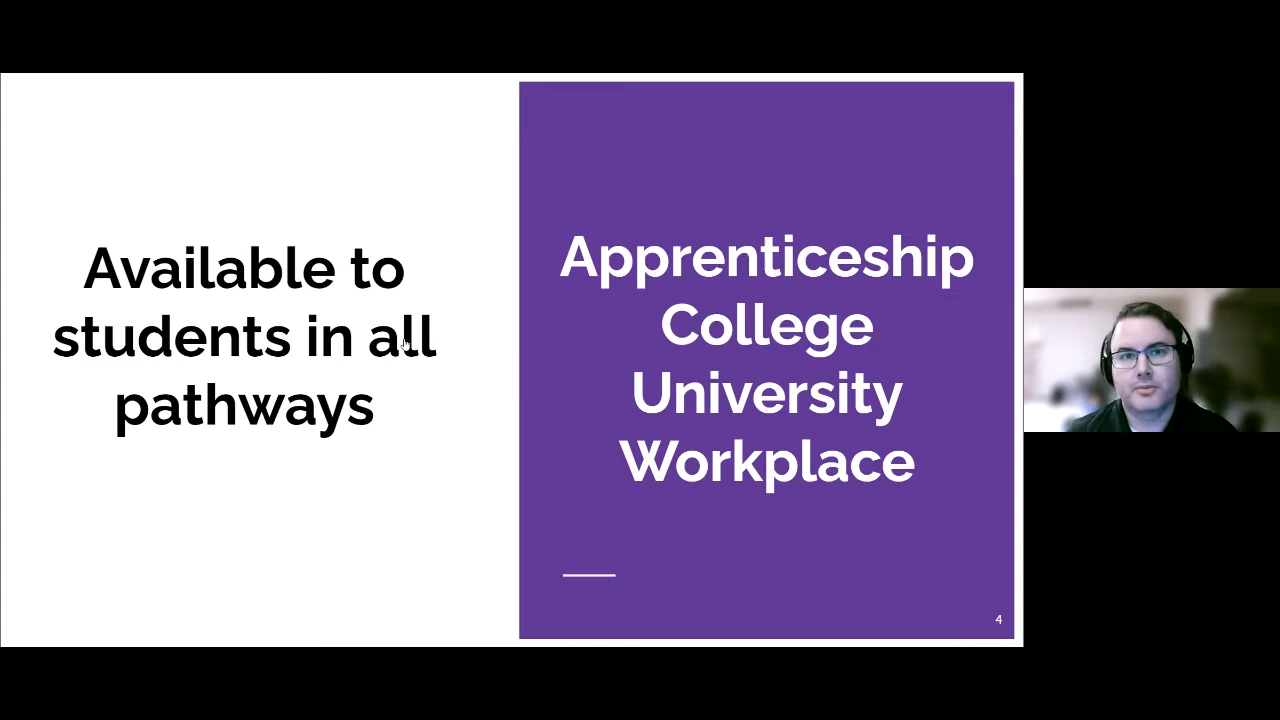 Available to
students in all
pathways
Apprenticeship
College
University
Workplace
4